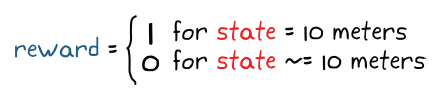 reward = { 1 for state = 10 meters
0 for state ~= 10 meters